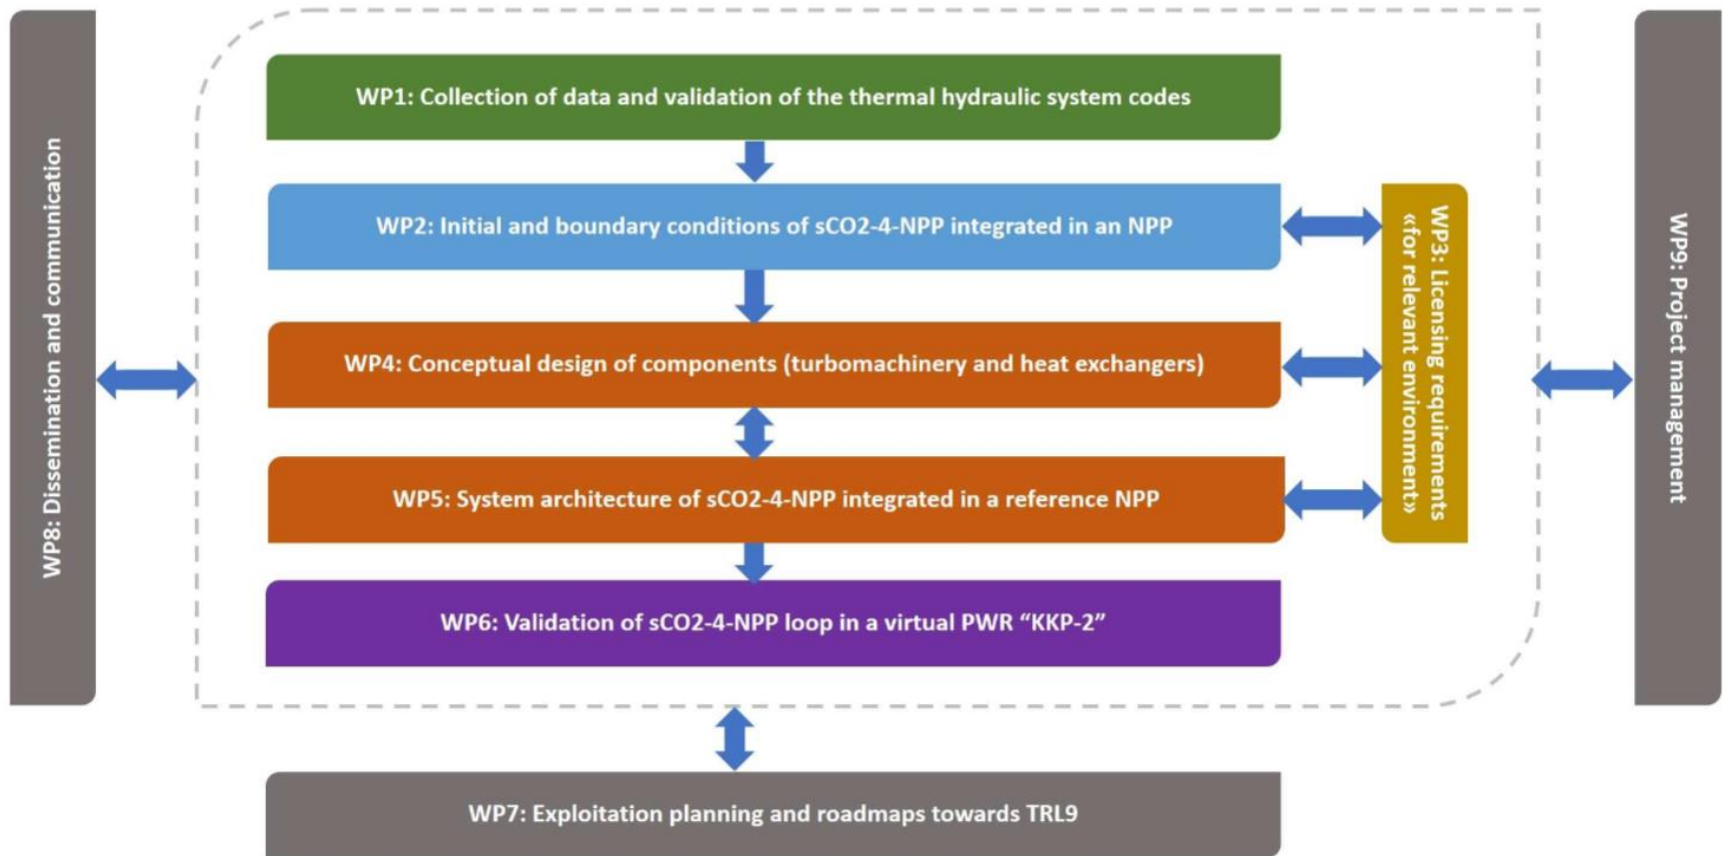 WP8: Dissemination and communication
WP1: Collection of data and validation of the thermal hydraulic system codes
WP2: Initial and boundary conditions of sCO2-4-NPP integrated in an NPP
WP3: Licensing requirements
«for relevant environment»
WP4: Conceptual design of components (turbomachinery and heat exchangers)
WP5: System architecture of sCO2-4-NPP integrated in a reference NPP
WP6: Validation of sCO2-4-NPP loop in a virtual PWR “KKP-2”
WP9: Project management
WP7: Exploitation planning and roadmaps towards TRL9